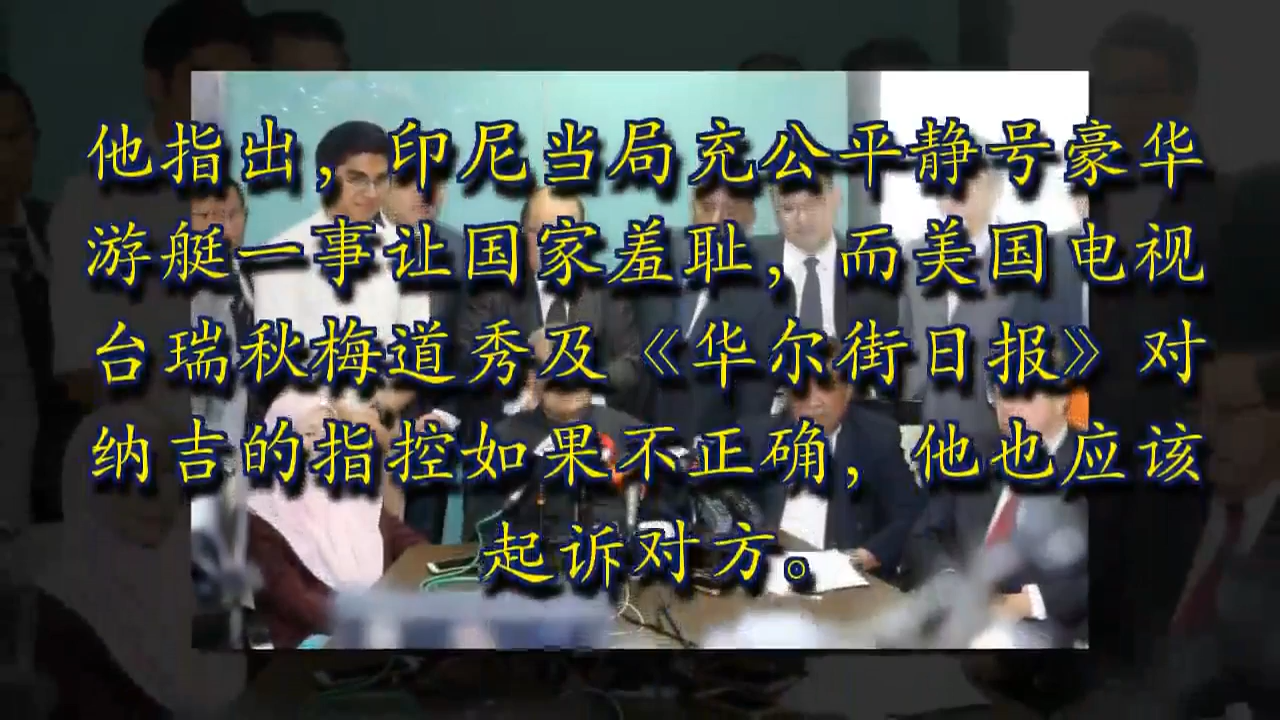 他指出，印尼当局充公平静号豪华
游艇一事让国家羞耻，而美国电视
台瑞秋梅道秀及《华尔街日报》对
纳吉的指控如果不正确，他也应该
起诉对方。